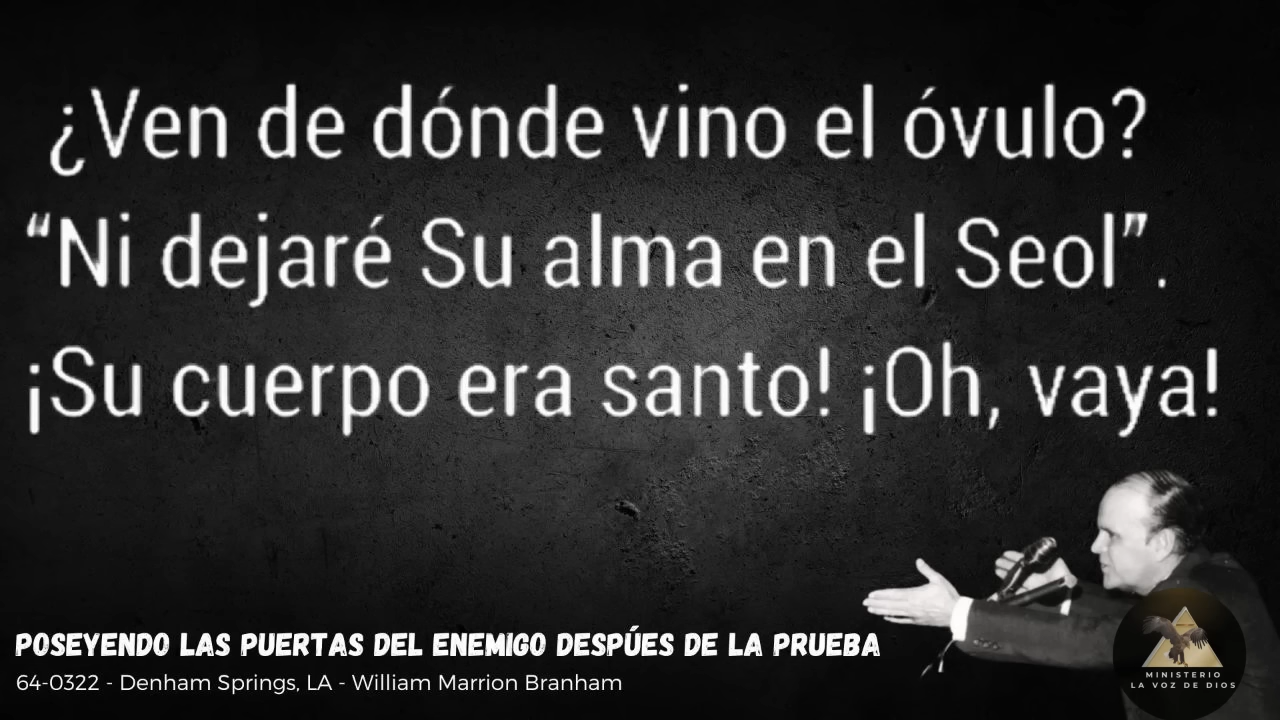 ¿Ven de dónde vino el óvulo?
“Ni dejaré Su alma en el Seol”.
¡Su cuerpo era santo! ¡Oh, vaya!
POSEYENDO LAS PUERTAS DEL ENEMIGO DESPÚES DE LA PRUEBA
64-0322 - Denham Springs, LA - William Marrion Branham
MINISTERIO
LA VOZ DE DIOS